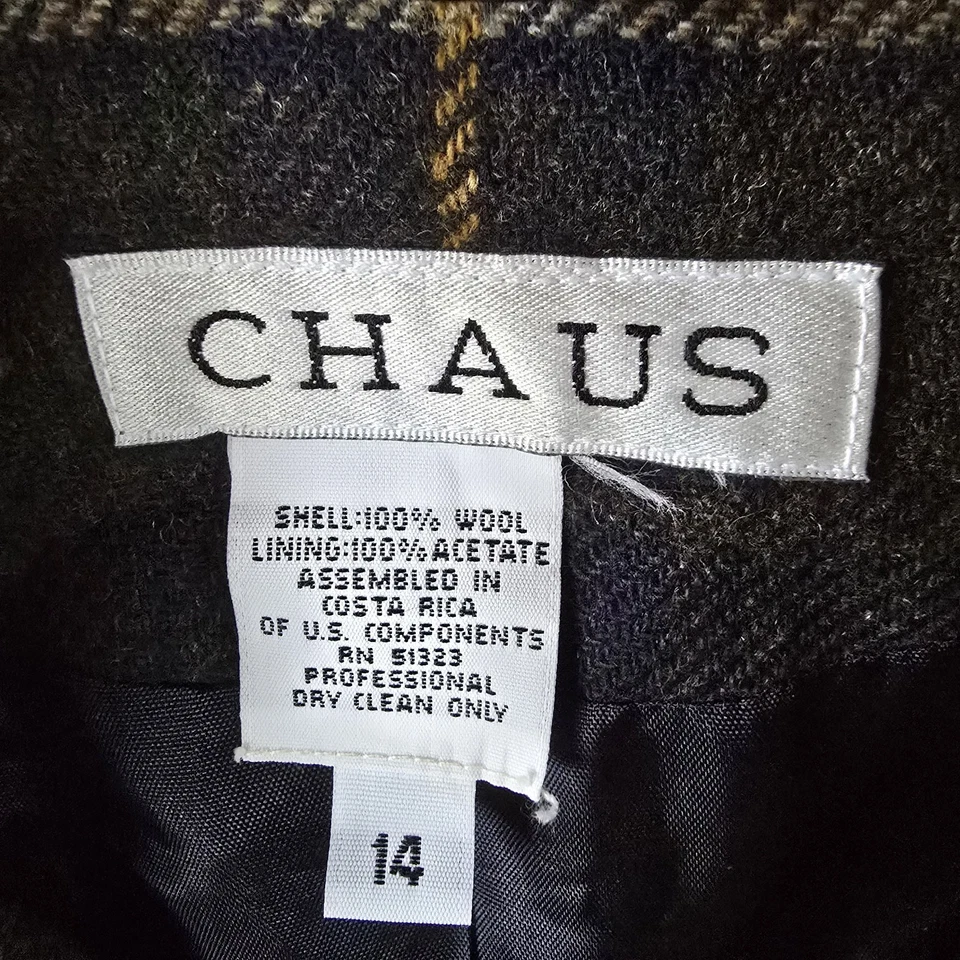 CHAUS
SHELL:100% WOOL
LINING:100% ACETATE
ASSEMBLED IN
COSTA RICA
OF U.S. COMPONENTS
RN 51323
PROFESSIONAL
DRY CLEAN ONLY
14